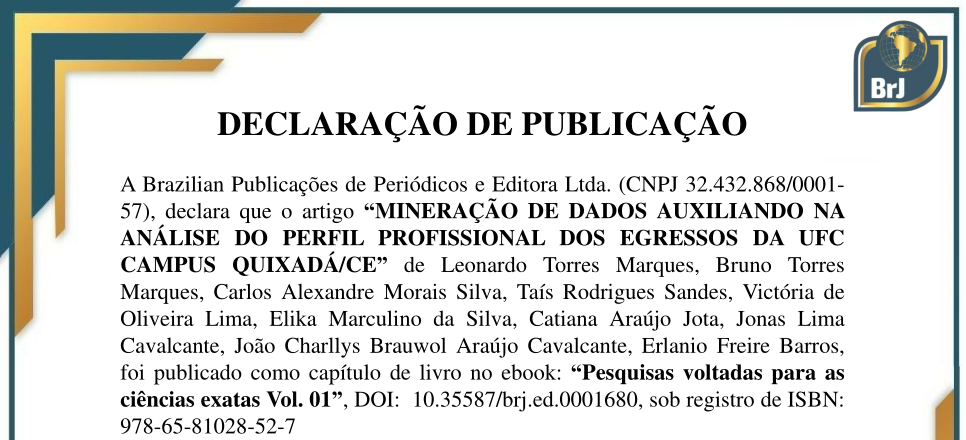 BrJ
DECLARAÇÃO DE PUBLICAÇÃO
A Brazilian Publicações de Periódicos e Editora Ltda. (CNPJ 32.432.868/0001-
57), declara que o artigo “MINERAÇÃO DE DADOS AUXILIANDO NA
ANÁLISE DO PERFIL PROFISSIONAL DOS EGRESSOS DA UFC
CAMPUS QUIXADÁ/CE” de Leonardo Torres Marques, Bruno Torres
Marques, Carlos Alexandre Morais Silva, Taís Rodrigues Sandes, Victória de
Oliveira Lima, Elika Marculino da Silva, Catiana Araújo Jota, Jonas Lima
Cavalcante, João Charllys Brauwol Araújo Cavalcante, Erlanio Freire Barros,
foi publicado como capítulo de livro no ebook: “Pesquisas voltadas para as
ciências exatas Vol. 01”, DOI: 10.35587/brj.ed.0001680, sob registro de ISBN:
978-65-81028-52-7